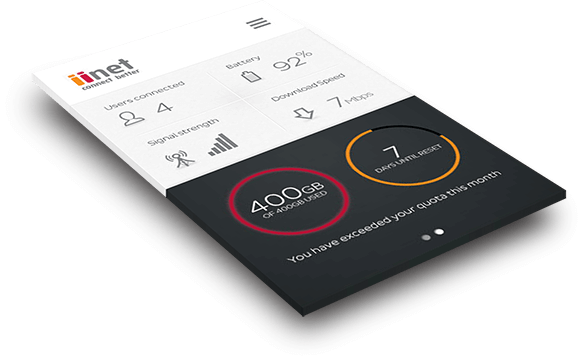 iinet
connect better
Users connected
4
Battery
92%
Signal strength
Download Speed
7 Mbps
400GB
OF 400GB USED
7
DAYS UNTIL RESET
You have exceeded your quota this month